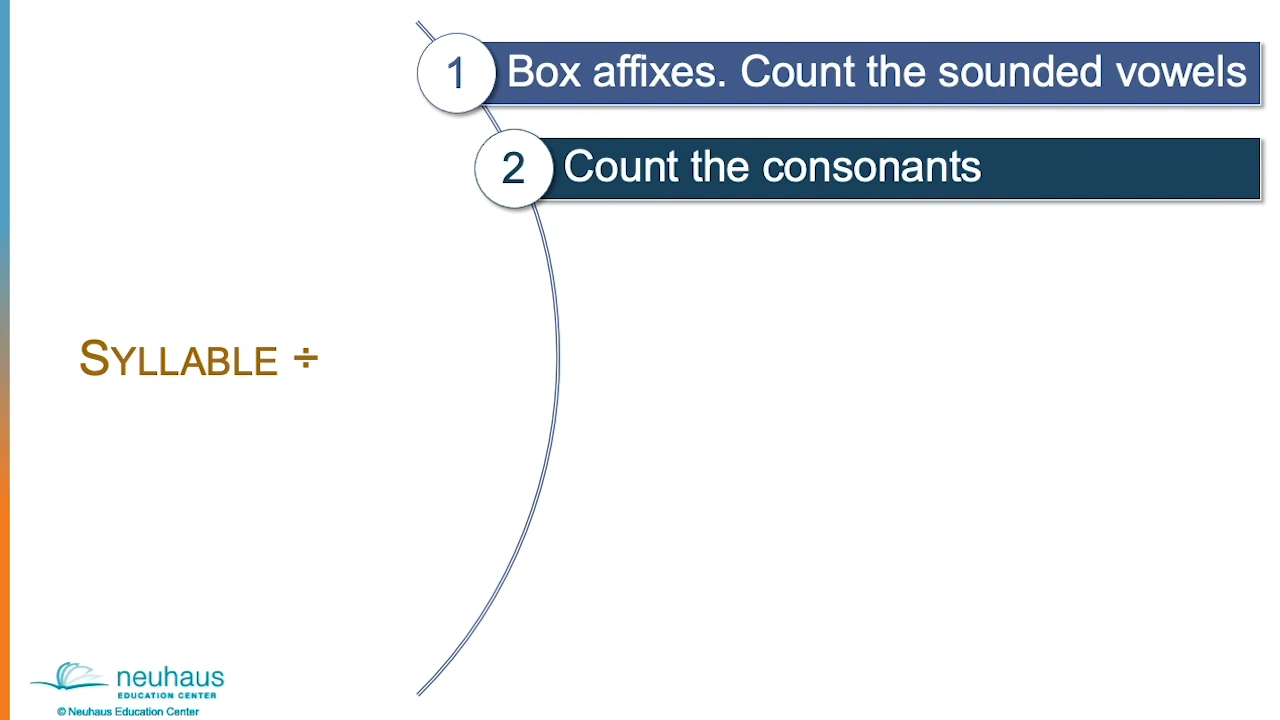 1 Box affixes. Count the sounded vowels
2 Count the consonants
SYLLABLE ÷
neuhaus
EDUCATION CENTER
© Neuhaus Education Center